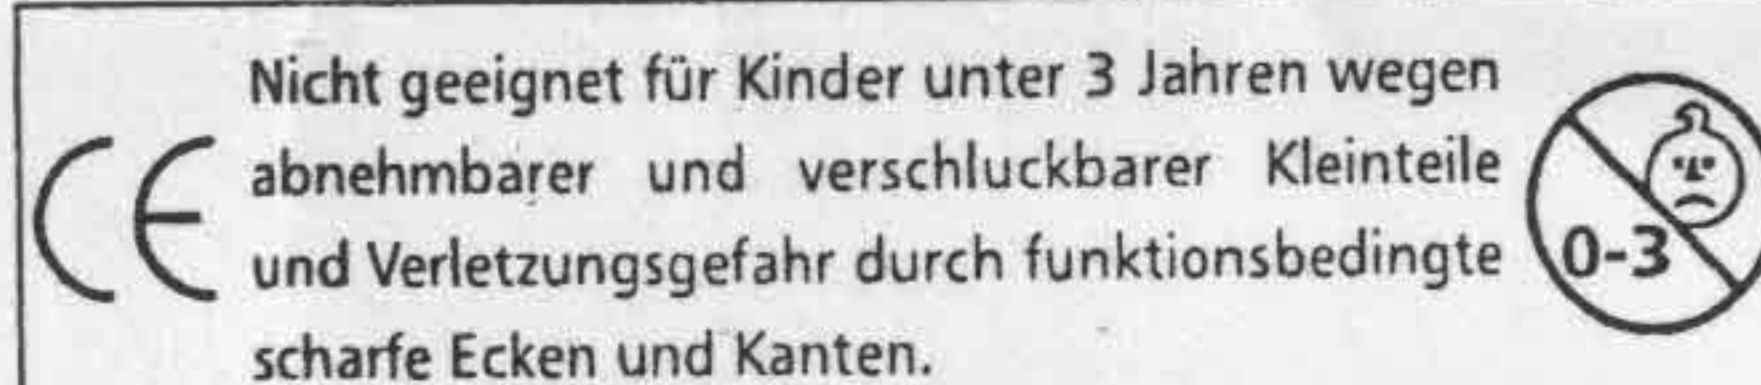 Nicht geeignet für Kinder unter 3 Jahren wegen
abnehmbarer und verschluckbarer Kleinteile
und Verletzungsgefahr durch funktionsbedingte
scharfe Ecken und Kanten.
CE
0-3